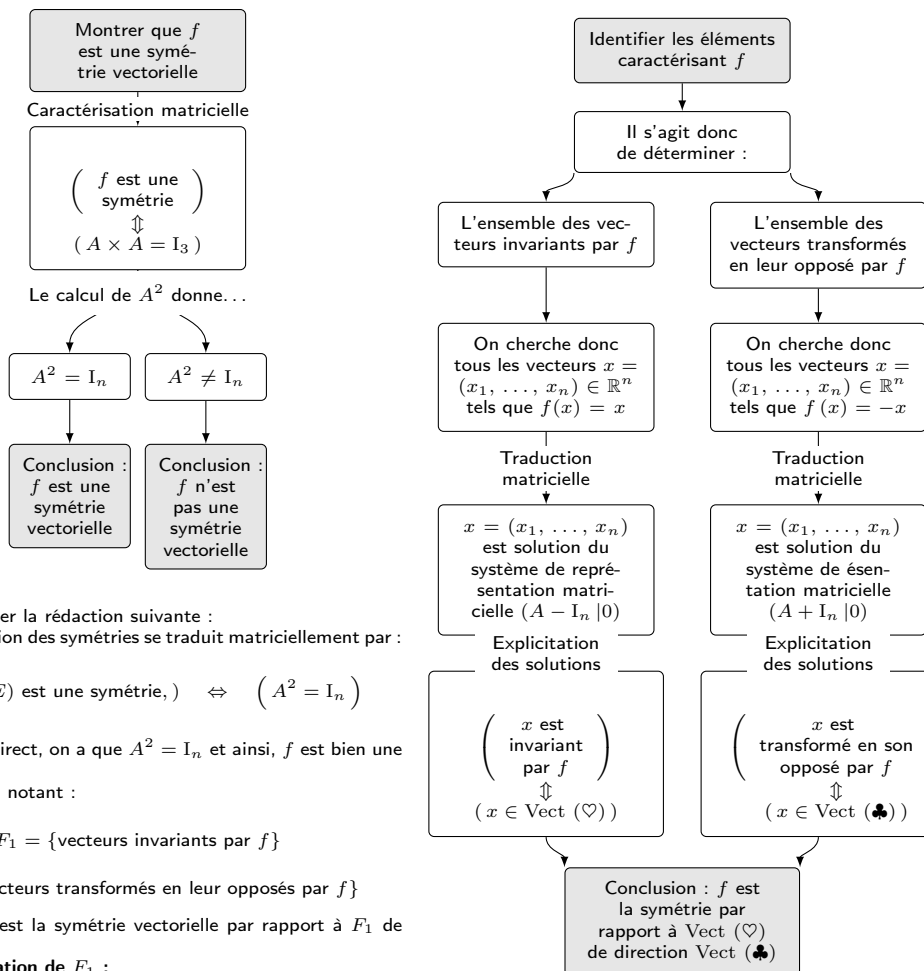 Montrer que f
est une symé-
trie vectorielle
Caractérisation matricielle
( f est une
symétrie )
⇕
( A × A = I₃ )
Le calcul de A² donne...
A² = Iₙ
A² ≠ Iₙ
Conclusion :
f est une
symétrie
vectorielle
Conclusion :
f n'est
pas une
symétrie
vectorielle
er la rédaction suivante :
ion des symétries se traduit matriciellement par :
E) est une symétrie, ) ⇔ ( A² = Iₙ )
direct, on a que A² = Iₙ et ainsi, f est bien une
notant :
F₁ = {vecteurs invariants par f}
cteurs transformés en leur opposés par f}
est la symétrie vectorielle par rapport à F₁ de
ation de F₁ :
Identifier les éléments
caractérisant f
Il s'agit donc
de déterminer :
L'ensemble des vec-
teurs invariants par f
On cherche donc
tous les vecteurs x =
(x₁, ..., xₙ) ∈ ℝⁿ
tels que f(x) = x
Traduction
matricielle
x = (x₁, ..., xₙ)
est solution du
système de repré-
sentation matri-
cielle (A − Iₙ |0)
Explicitation
des solutions
( x est
invariant
par f )
⇕
( x ∈ Vect (♡) )
L'ensemble des
vecteurs transformés
en leur opposé par f
On cherche donc
tous les vecteurs x =
(x₁, ..., xₙ) ∈ ℝⁿ
tels que f (x) = −x
Traduction
matricielle
x = (x₁, ..., xₙ)
est solution du
système de ésen-
tation matricielle
(A + Iₙ |0)
Explicitation
des solutions
( x est
transformé en son
opposé par f
⇕
( x ∈ Vect (♣) )
Conclusion : f est
la symétrie par
rapport à Vect (♡)
de direction Vect (♣)